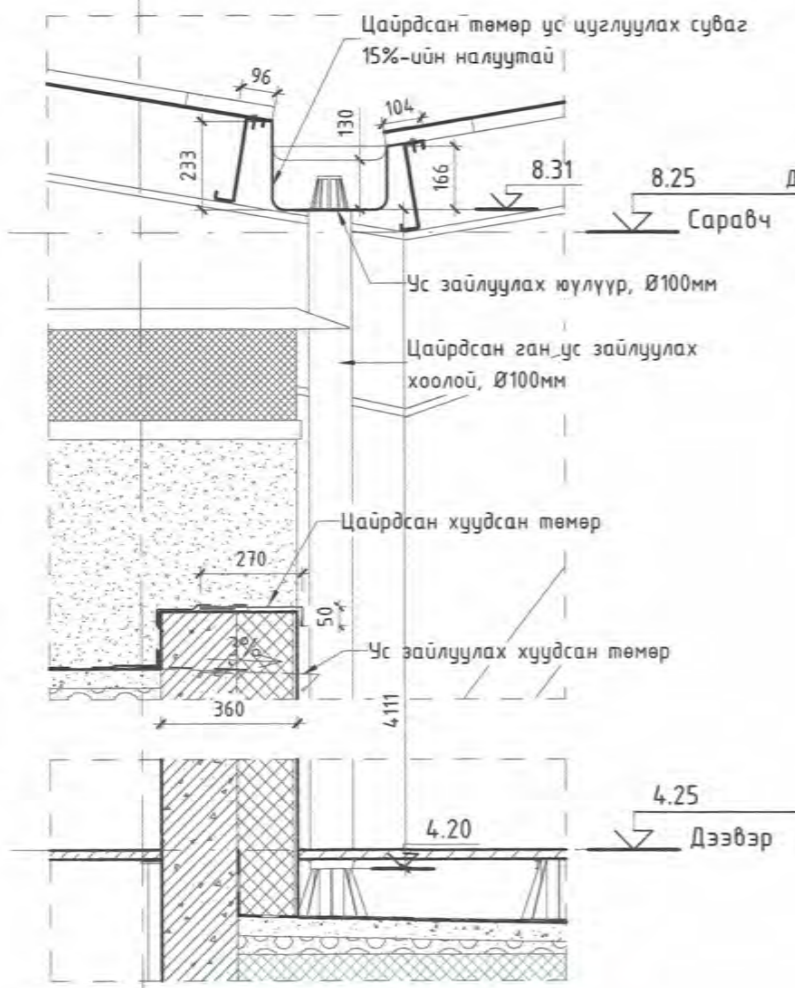 Цайрдсан төмөр ус цуглуулах суваг
15%-ийн налуутай
96
104
130
233
166
8.31
8.25
Д
Саравч
Ус зайлуулах юүлүүр, Ø100мм
Цайрдсан ган ус зайлуулах
хоолой, Ø100мм
Цайрдсан хуудсан төмөр
270
50
3%
Ус зайлуулах хуудсан төмөр
360
4111
4.25
4.20
Дээвэр